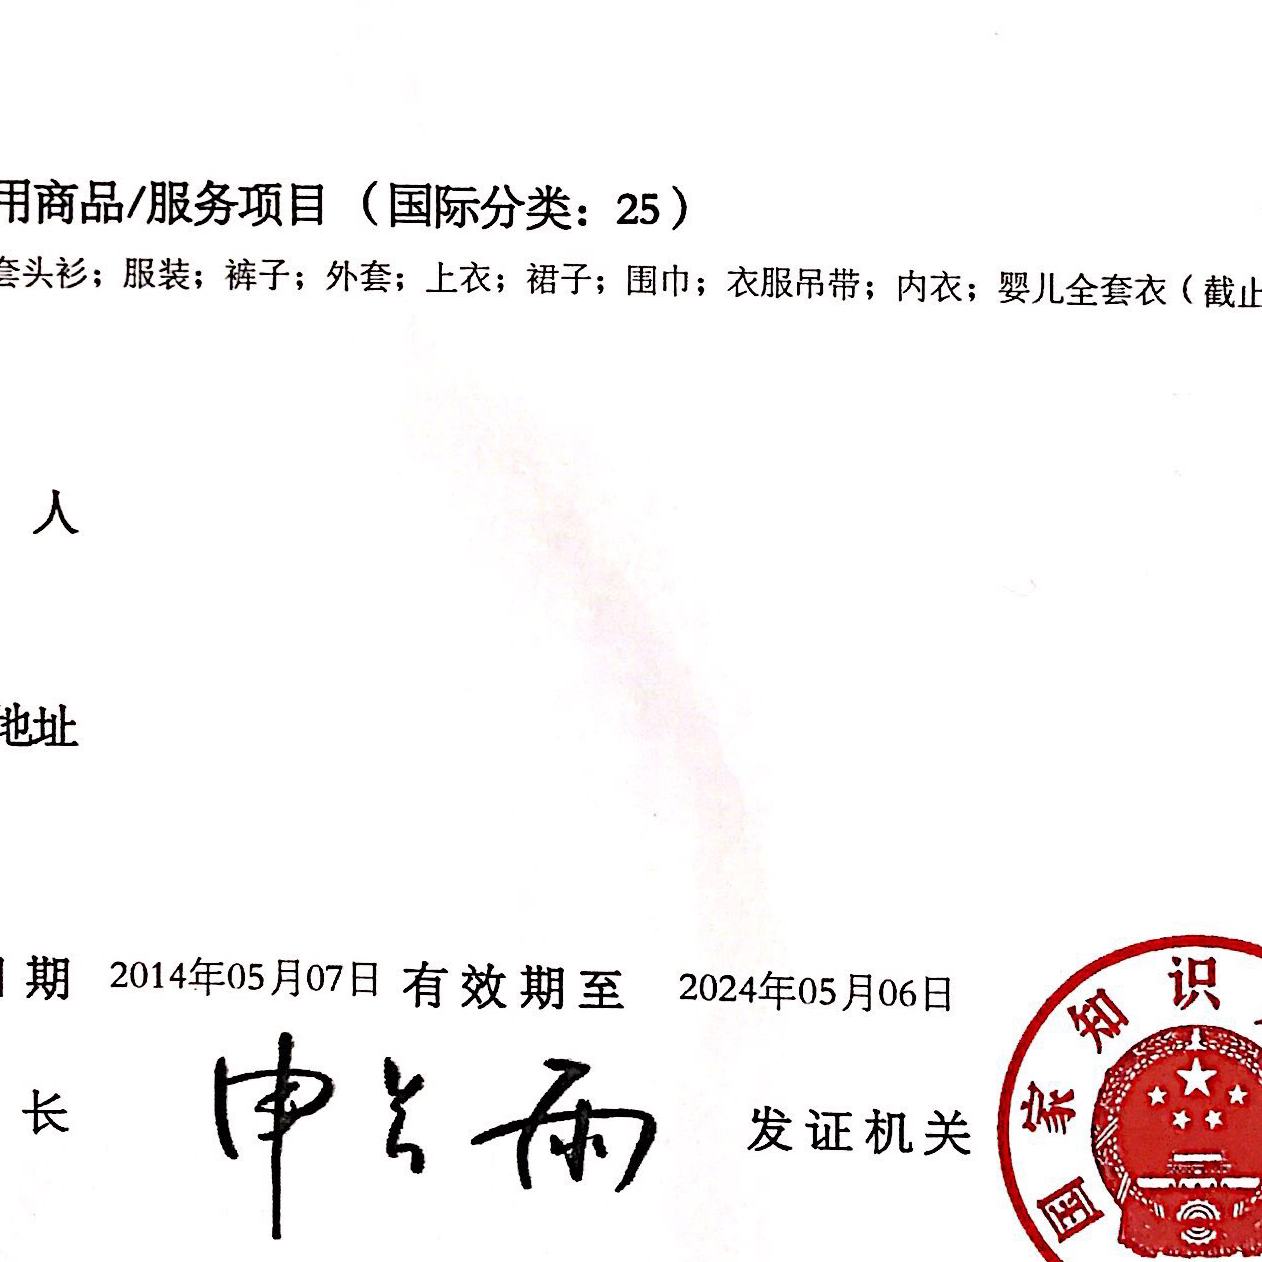 用商品/服务项目（国际分类：25）
套头衫；服装；裤子；外套；上衣；裙子；围巾；衣服吊带；内衣；婴儿全套衣（截止
人
地址
日期 2014年05月07日 有效期至 2024年05月06日
长 申长雨 发证机关
国家知识